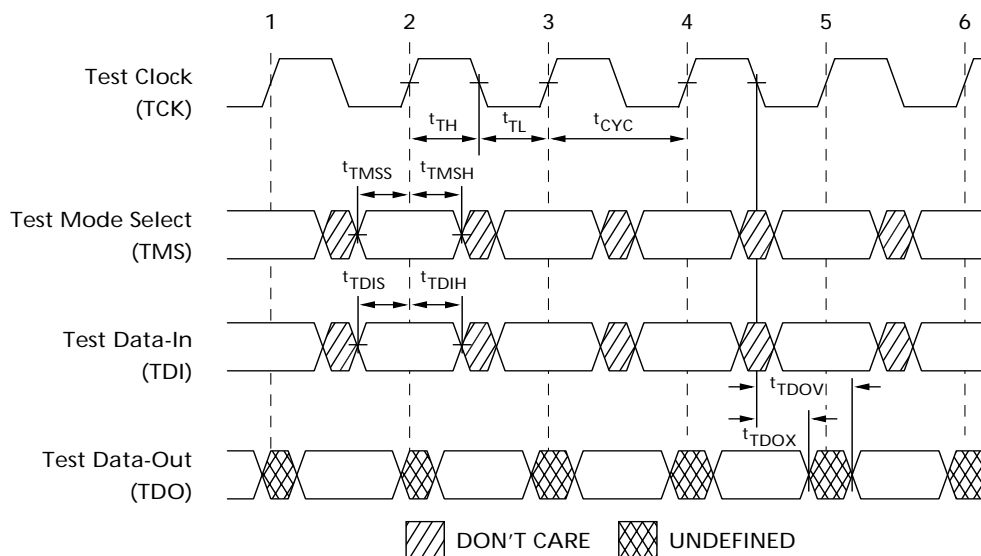 1 2 3 4 5 6
Test Clock
(TCK)
tTH tTL tCYC
tTMSS tTMSH
Test Mode Select
(TMS)
tTDIS tTDIH
Test Data-In
(TDI)
tTDOV
tTDOX
Test Data-Out
(TDO)
DON'T CARE UNDEFINED